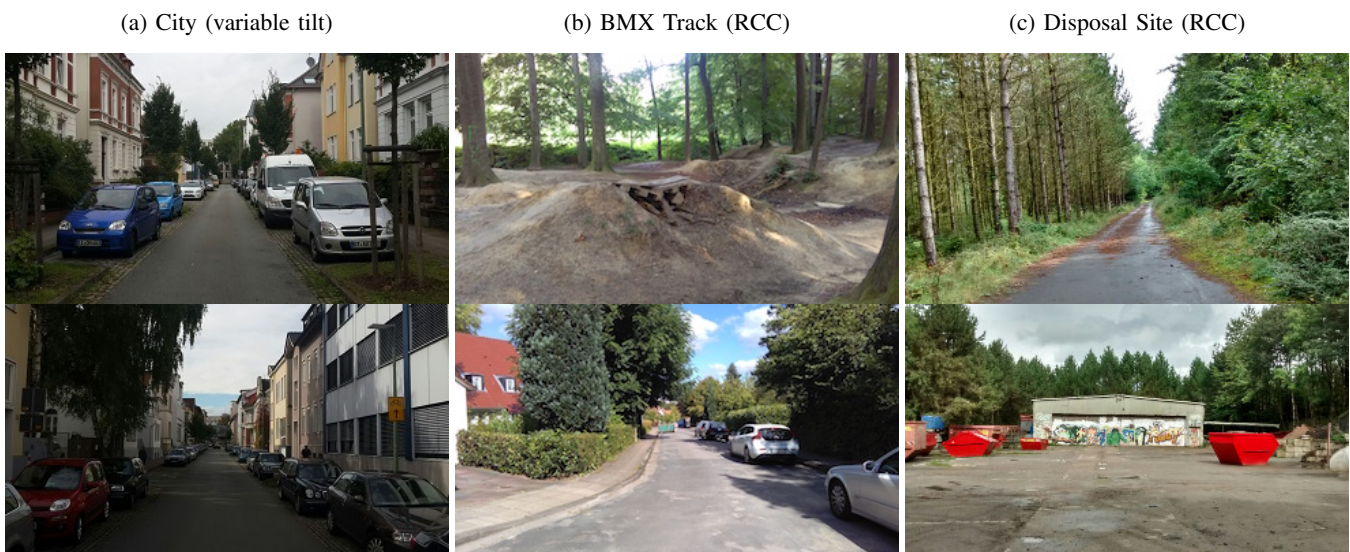 (a) City (variable tilt)
(b) BMX Track (RCC)
(c) Disposal Site (RCC)